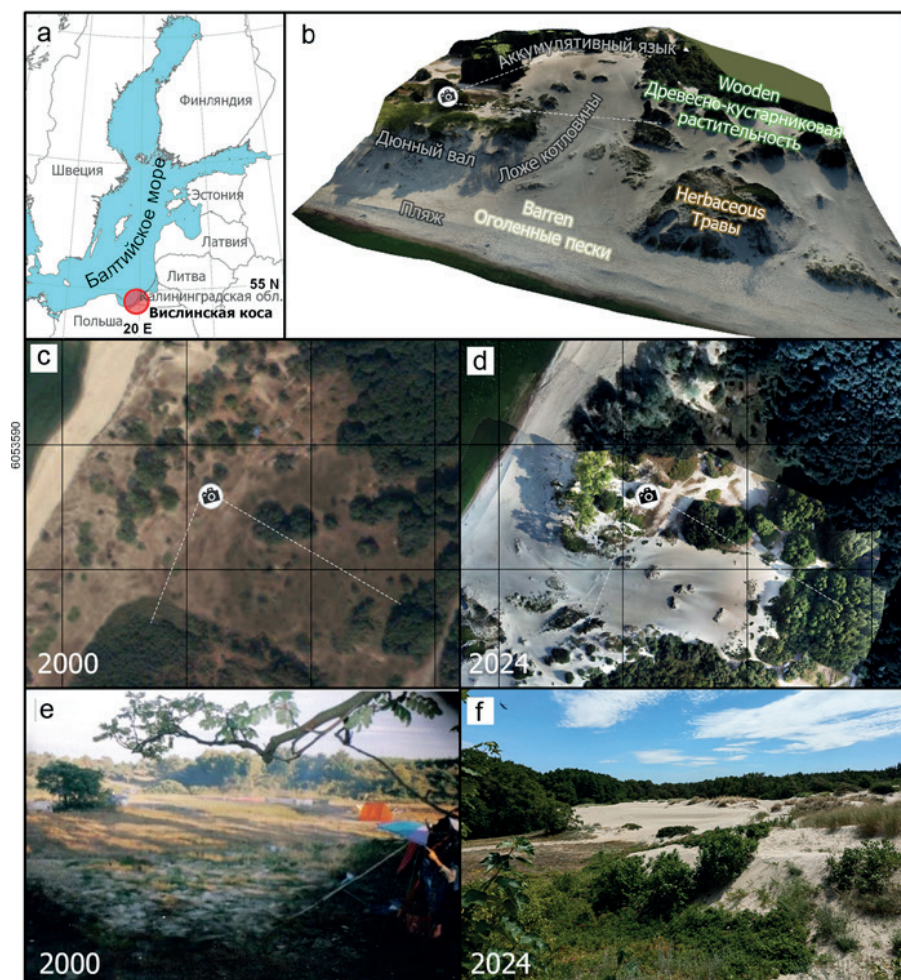 a
Финляндия
Швеция
Балтийское море
Эстония
Латвия
Литва
55 N
Калининградская обл.
Вислинская коса
Польша
20 E
b
Аккумулятивный язык
Wooden
Древесно-кустарниковая
растительность
Дюнный вал
Ложе котловины
Пляж
Barren
Оголенные пески
Herbaceous
Травы
c
6053590
2000
d
2024
e
2000
f
2024